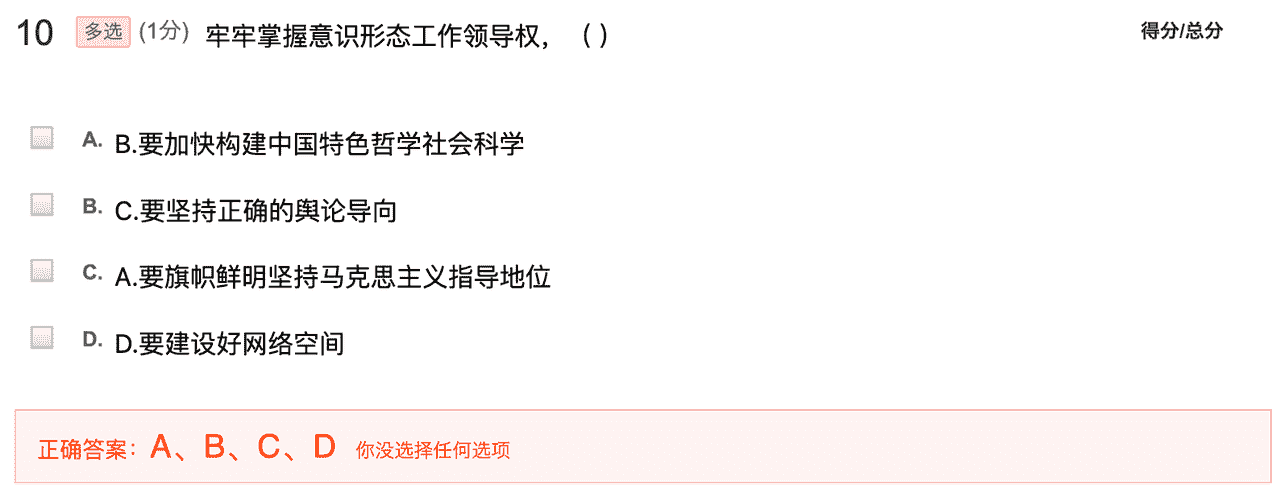 10 多选 (1分) 牢牢掌握意识形态工作领导权，（ ） 得分/总分
A. B.要加快构建中国特色哲学社会科学
B. C.要坚持正确的舆论导向
C. A.要旗帜鲜明坚持马克思主义指导地位
D. D.要建设好网络空间
正确答案：A、B、C、D 你没选择任何选项